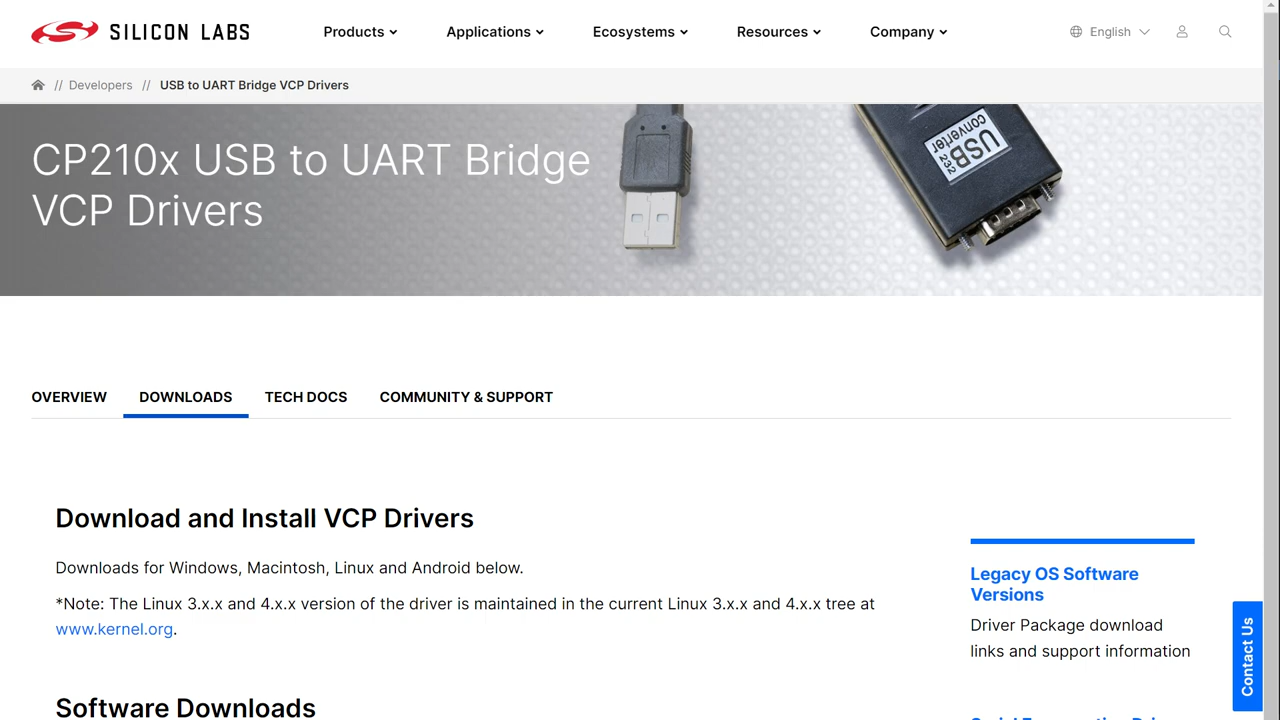 SILICON LABS
Products
Applications
Ecosystems
Resources
Company
English
// Developers // USB to UART Bridge VCP Drivers
CP210x USB to UART Bridge
VCP Drivers
USB
232
converter
OVERVIEW
DOWNLOADS
TECH DOCS
COMMUNITY & SUPPORT
Download and Install VCP Drivers
Downloads for Windows, Macintosh, Linux and Android below.
*Note: The Linux 3.x.x and 4.x.x version of the driver is maintained in the current Linux 3.x.x and 4.x.x tree at
www.kernel.org.
Software Downloads
Legacy OS Software
Versions
Driver Package download
links and support information
Contact Us